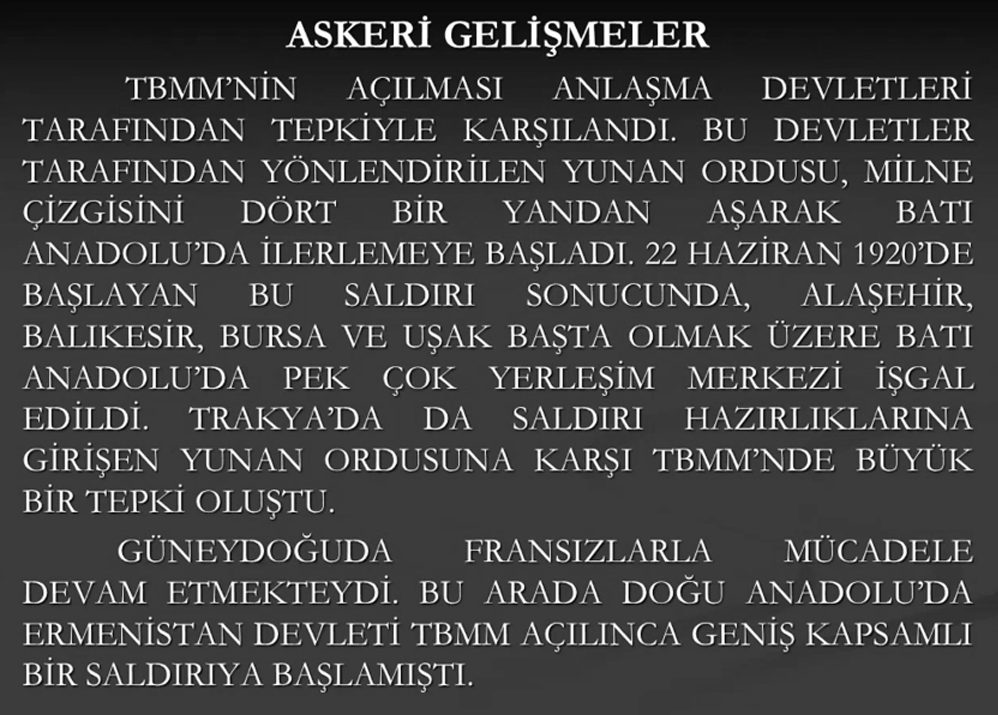 ASKERİ GELİŞMELER
TBMM'NİN AÇILMASI ANLAŞMA DEVLETLERİ
TARAFINDAN TEPKİYLE KARŞILANDI. BU DEVLETLER
TARAFINDAN YÖNLENDİRİLEN YUNAN ORDUSU, MİLNE
ÇİZGİSİNİ DÖRT BİR YANDAN AŞARAK BATI
ANADOLU'DA İLERLEMEYE BAŞLADI. 22 HAZİRAN 1920'DE
BAŞLAYAN BU SALDIRI SONUCUNDA, ALAŞEHİR,
BALIKESİR, BURSA VE UŞAK BAŞTA OLMAK ÜZERE BATI
ANADOLU'DA PEK ÇOK YERLEŞİM MERKEZİ İŞGAL
EDİLDİ. TRAKYA'DA DA SALDIRI HAZIRLIKLARINA
GİRİŞEN YUNAN ORDUSUNA KARŞI TBMM'NDE BÜYÜK
BİR TEPKİ OLUŞTU.
GÜNEYDOĞUDA FRANSIZLARLA MÜCADELE
DEVAM ETMEKTEYDİ. BU ARADA DOĞU ANADOLU'DA
ERMENİSTAN DEVLETİ TBMM AÇILINCA GENİŞ KAPSAMLI
BİR SALDIRIYA BAŞLAMIŞTI.